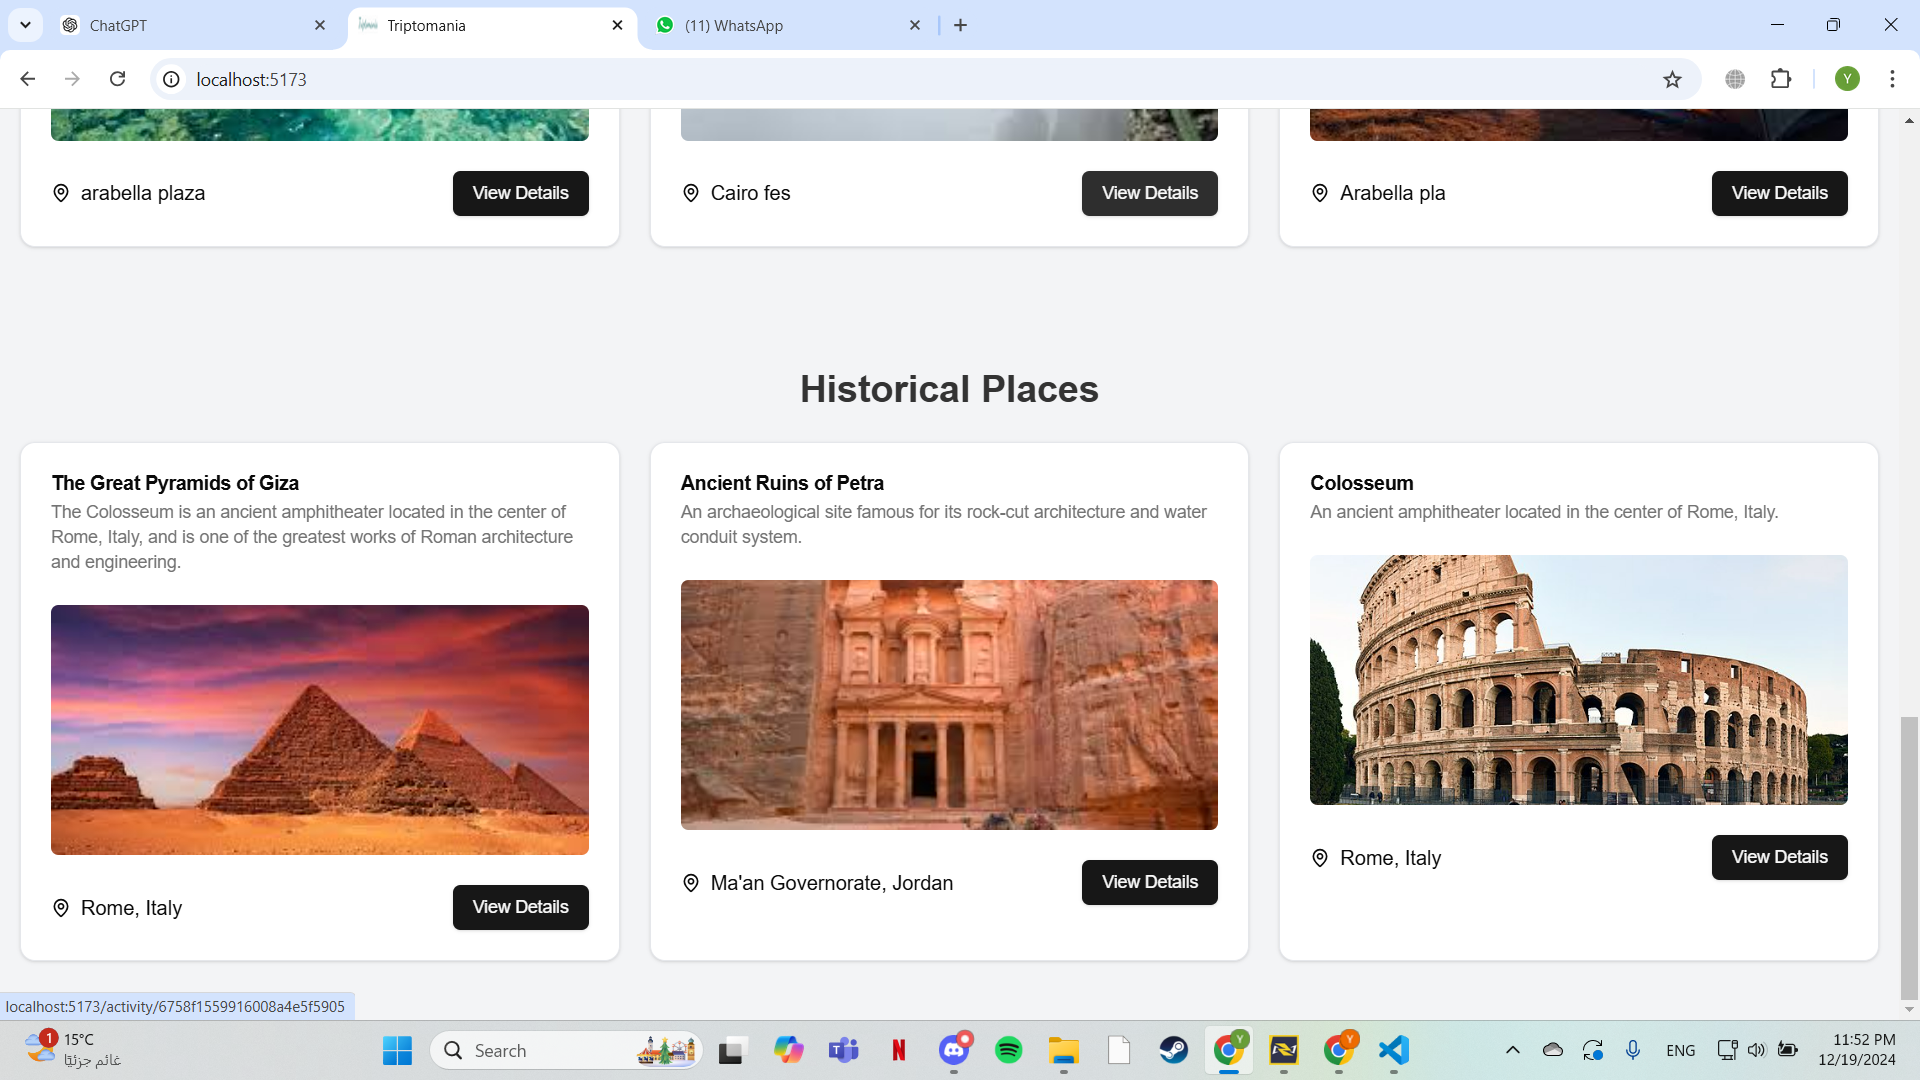 ChatGPT
Triptomania
(11) WhatsApp
localhost:5173
Y
arabella plaza
View Details
Cairo fes
View Details
Arabella pla
View Details
Historical Places
The Great Pyramids of Giza
The Colosseum is an ancient amphitheater located in the center of
Rome, Italy, and is one of the greatest works of Roman architecture
and engineering.
Rome, Italy
View Details
Ancient Ruins of Petra
An archaeological site famous for its rock-cut architecture and water
conduit system.
Ma'an Governorate, Jordan
View Details
Colosseum
An ancient amphitheater located in the center of Rome, Italy.
Rome, Italy
View Details
localhost:5173/activity/6758f1559916008a4e5f5905
1
15°C
غائم جزئيًا
Search
N
Y
Y
ENG
11:52 PM
12/19/2024